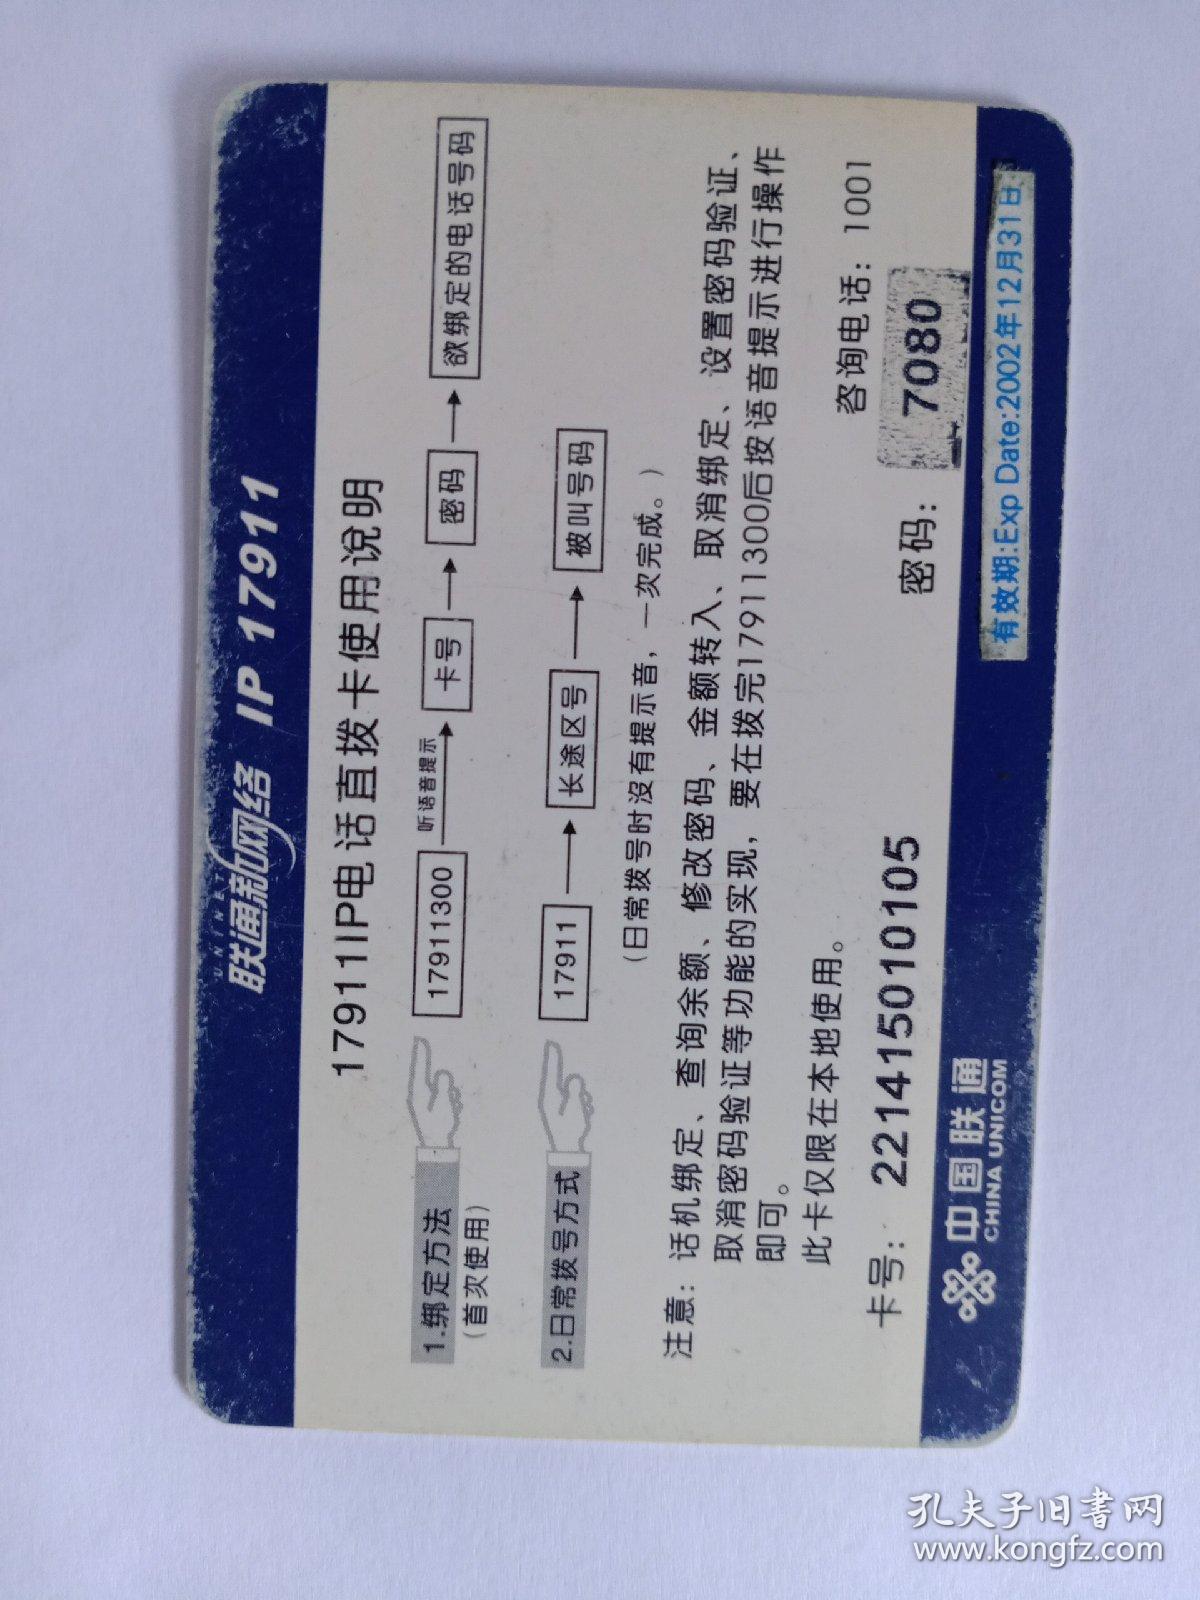 UNINET
联通新网络 IP 17911
17911IP电话直拨卡使用说明
1.绑定方法 17911300 听语音提示 卡号 密码 欲绑定的电话号码
(首次使用)
2.日常拨号方式 17911 长途区号 被叫号码
(日常拨号时没有提示音，一次完成。)
注意：话机绑定、查询余额、修改密码、金额转入、取消绑定、设置密码验证、
取消密码验证等功能的实现，要在拨完17911300后按语音提示进行操作
即可。
此卡仅限在本地使用。
咨询电话：1001
卡号：221415010105
密码：7080
中国联通
CHINA UNICOM
有效期:Exp Date:2002年12月31日
孔夫子旧书网
www.kongfz.com